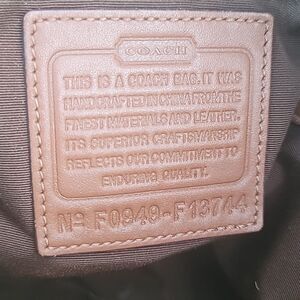 COACH
THIS IS A COACH BAG. IT WAS
HANDCRAFTED IN CHINA FROM THE
FINEST MATERIALS AND LEATHER.
ITS SUPERIOR CRAFTSMANSHIP
REFLECTS OUR COMMITMENT TO
ENDURING QUALITY.
Nº F0949-F13744